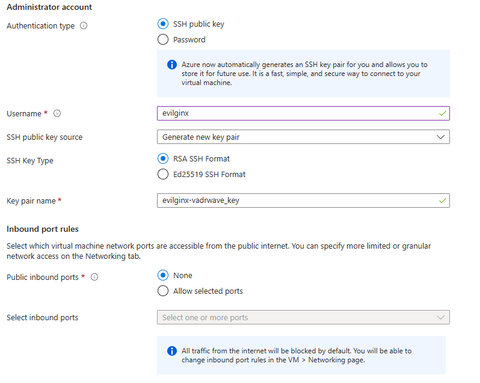 Administrator account
Authentication type
SSH public key
Password
Azure now automatically generates an SSH key pair for you and allows you to
store it for future use. It is a fast, simple, and secure way to connect to your
virtual machine.
Username *
evilginx
SSH public key source
Generate new key pair
SSH Key Type
RSA SSH Format
Ed25519 SSH Format
Key pair name *
evilginx-vadrwave_key
Inbound port rules
Select which virtual machine network ports are accessible from the public internet. You can specify more limited or granular
network access on the Networking tab.
Public inbound ports *
None
Allow selected ports
Select inbound ports
Select one or more ports
All traffic from the internet will be blocked by default. You will be able to
change inbound port rules in the VM > Networking page.